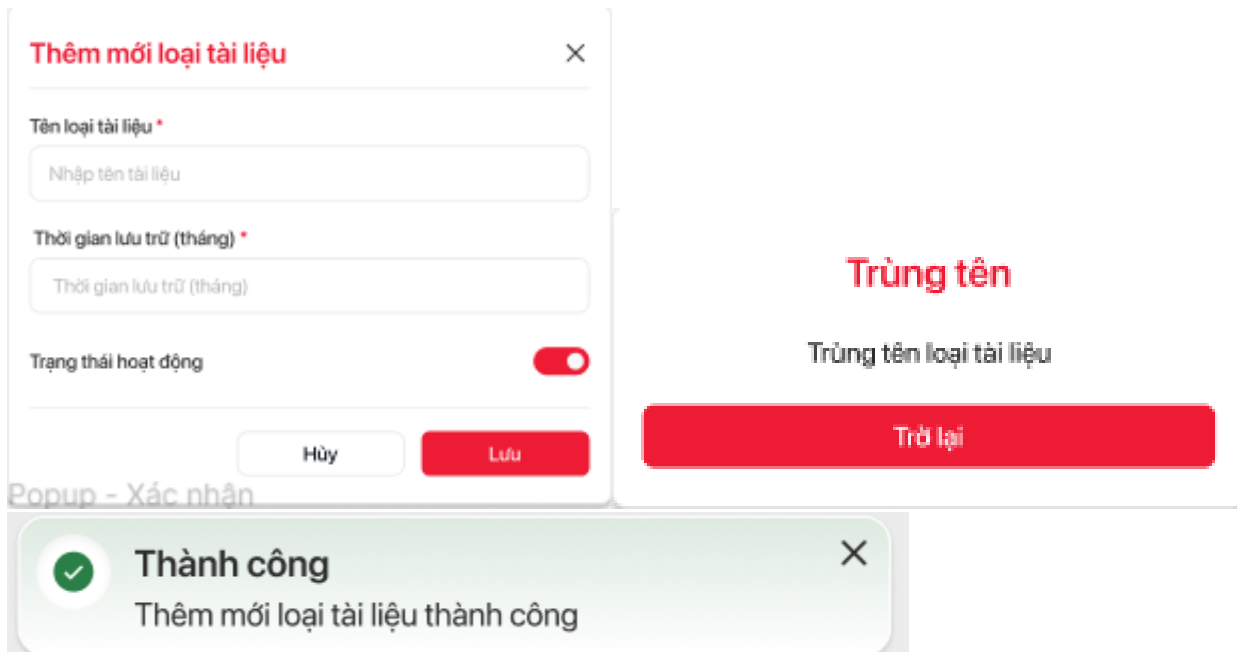 Thêm mới loại tài liệu
Tên loại tài liệu *
Nhập tên tài liệu
Thời gian lưu trữ (tháng) *
Thời gian lưu trữ (tháng)
Trạng thái hoạt động
Hủy
Lưu
Popup - Xác nhận
Trùng tên
Trùng tên loại tài liệu
Trở lại
Thành công
Thêm mới loại tài liệu thành công